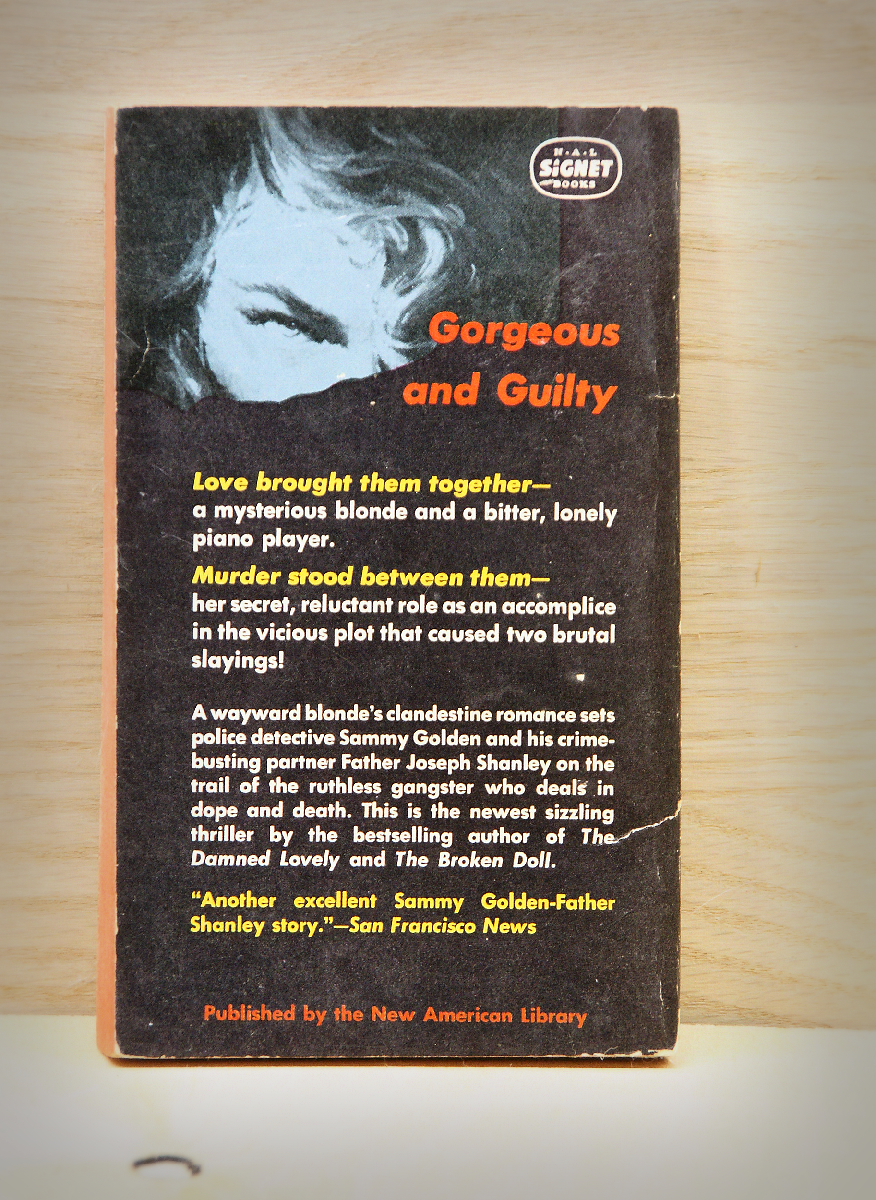 N·A·L
SIGNET
BOOKS
Gorgeous
and Guilty
Love brought them together—
a mysterious blonde and a bitter, lonely
piano player.
Murder stood between them—
her secret, reluctant role as an accomplice
in the vicious plot that caused two brutal
slayings!
A wayward blonde's clandestine romance sets
police detective Sammy Golden and his crime-
busting partner Father Joseph Shanley on the
trail of the ruthless gangster who deals in
dope and death. This is the newest sizzling
thriller by the bestselling author of The
Damned Lovely and The Broken Doll.
“Another excellent Sammy Golden-Father
Shanley story.”—San Francisco News
Published by the New American Library